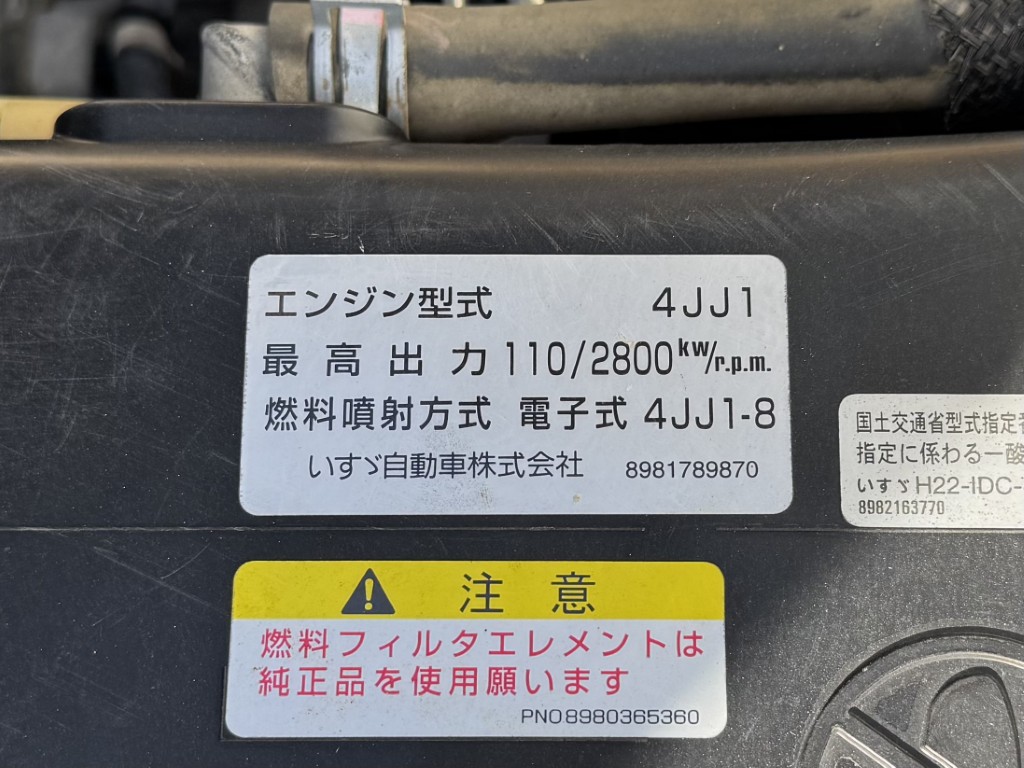 エンジン型式 4JJ1
最高出力 110/2800kW/r.p.m.
燃料噴射方式 電子式 4JJ1-8
いすゞ自動車株式会社 8981789870
国土交通省型式指定
指定に係わる一酸
いすゞH22-IDC-
8982163770
注意
燃料フィルタエレメントは
純正品を使用願います
PNO8980365360